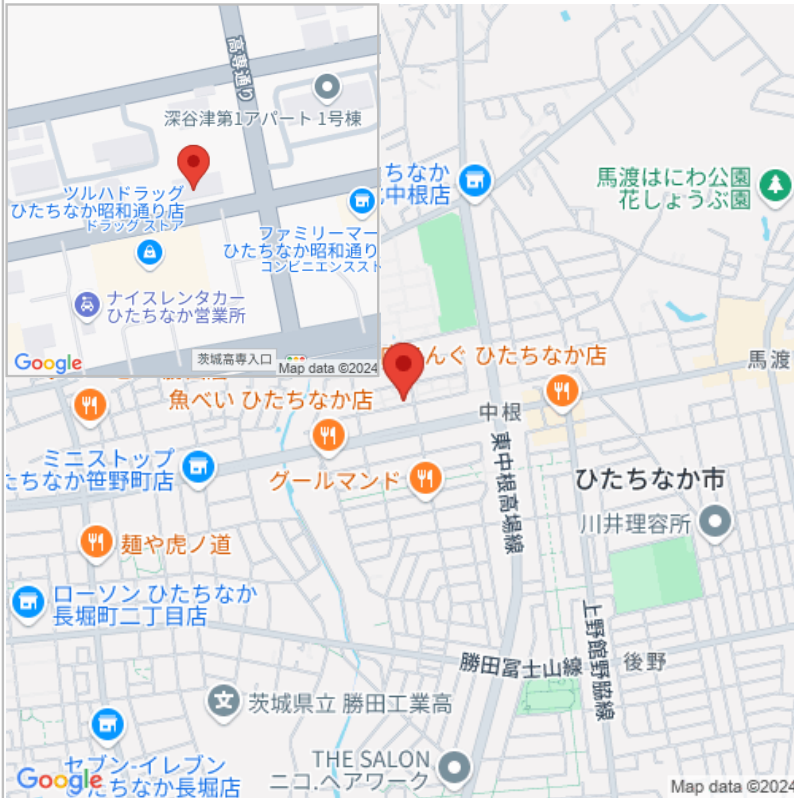 高専通り
深谷津第1アパート 1号棟
ツルハドラッグ
ひたちなか昭和通り店
ドラッグ ストア
ファミリーマー
ひたちなか昭和通り
コンビニエンススト
ナイスレンタカー
ひたちなか営業所
茨城高専入口
Google
Map data ©2024
ちなか
中根店
馬渡はにわ公園
花しょうぶ園
んぐ ひたちなか店
馬渡
魚べい ひたちなか店
中根
ミニストップ
たちなか笹野町店
グールマンド
東中根高場線
ひたちなか市
川井理容所
麺や虎ノ道
ローソン ひたちなか
長堀町二丁目店
上野館野脇線
勝田冨士山線
後野
茨城県立 勝田工業高
セブン-イレブン
たちなか長堀店
THE SALON
ニコ.ヘアワーク
Google
Map data ©2024